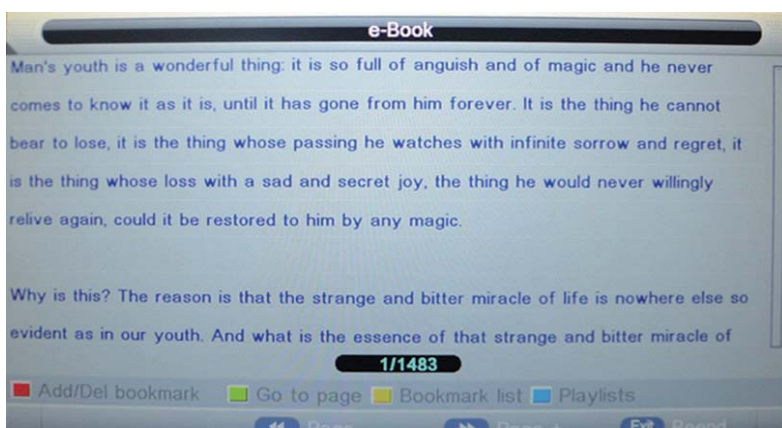 e-Book
Man's youth is a wonderful thing: it is so full of anguish and of magic and he never
comes to know it as it is, until it has gone from him forever. It is the thing he cannot
bear to lose, it is the thing whose passing he watches with infinite sorrow and regret, it
is the thing whose loss with a sad and secret joy, the thing he would never willingly
relive again, could it be restored to him by any magic.
Why is this? The reason is that the strange and bitter miracle of life is nowhere else so
evident as in our youth. And what is the essence of that strange and bitter miracle of
1/1483
Add/Del bookmark Go to page Bookmark list Playlists
Exit